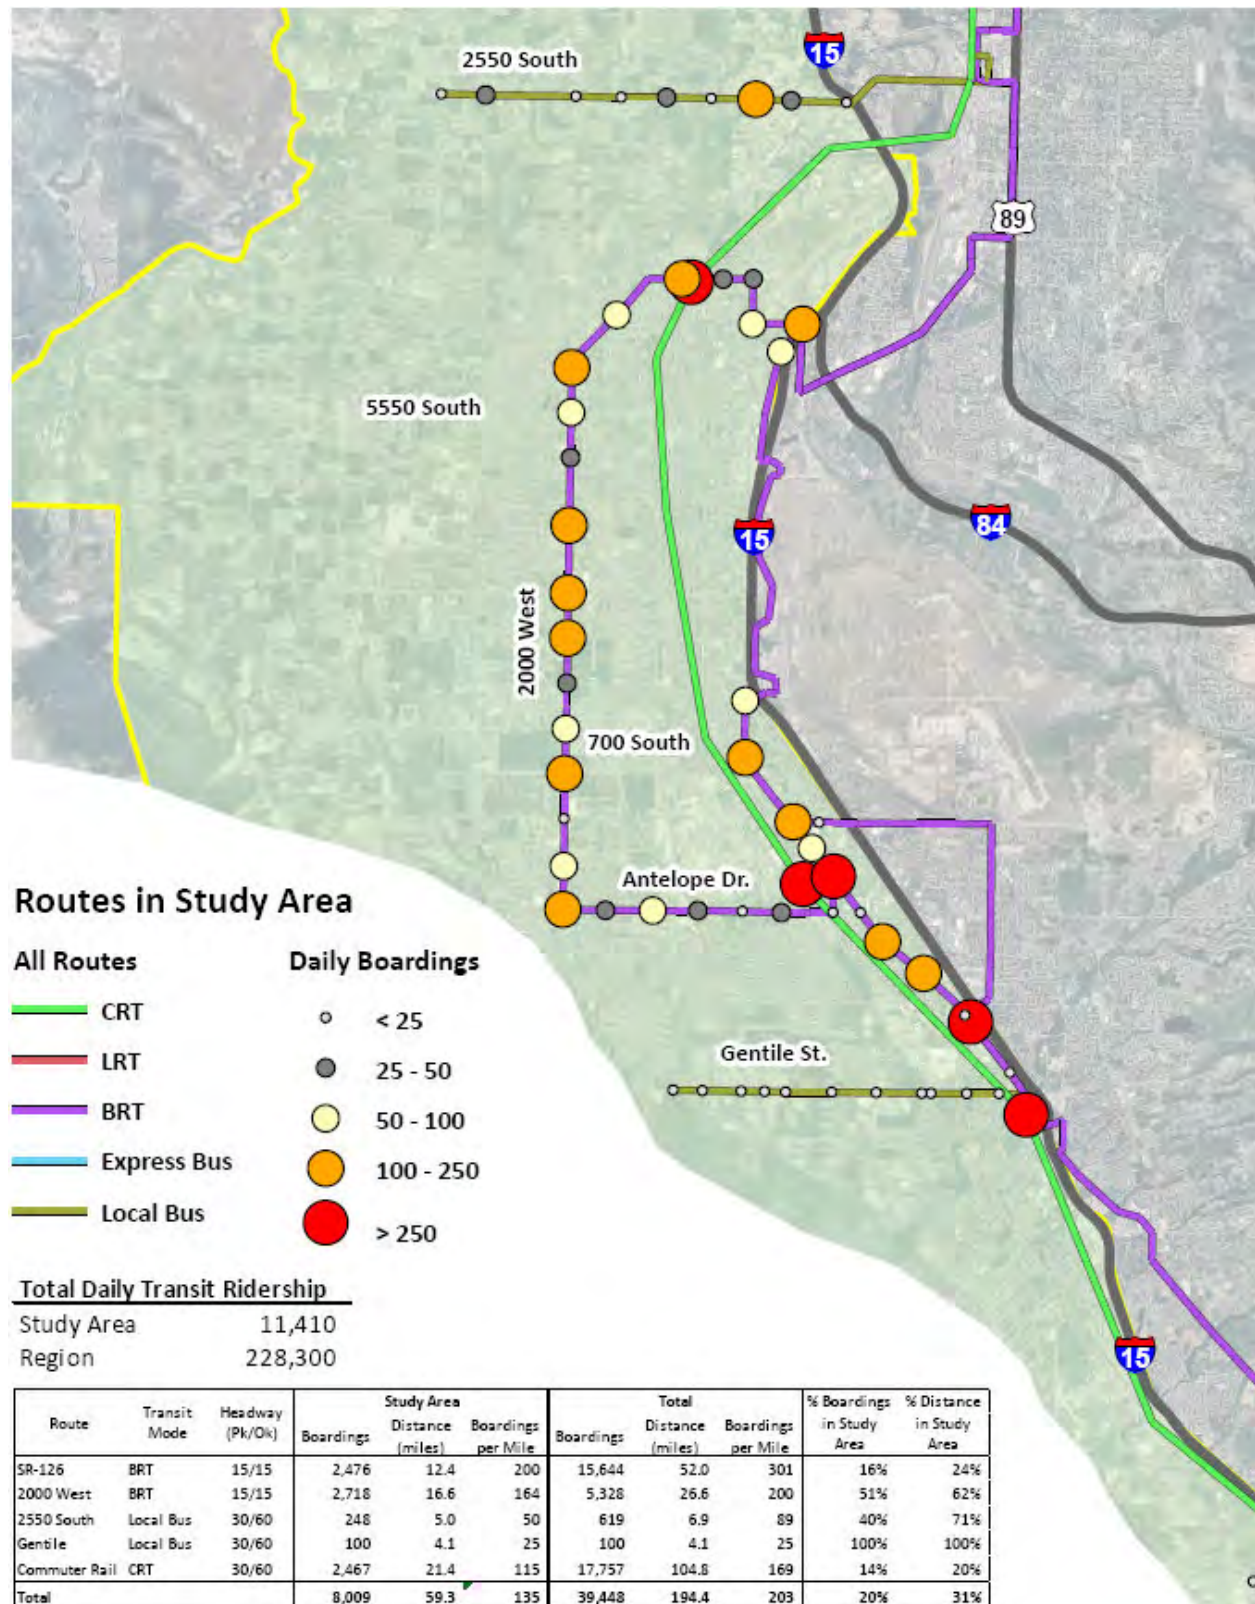 15
2550 South
89
5550 South
84
15
2000 West
700 South
Antelope Dr.
Routes in Study Area
All Routes
Daily Boardings
CRT
< 25
LRT
25 - 50
BRT
50 - 100
Express Bus
100 - 250
Local Bus
> 250
Gentile St.
Total Daily Transit Ridership
Study Area 11,410
Region 228,300
15
Route Transit Mode Headway (Pk/Ok) Study Area Boardings Distance (miles) Boardings per Mile Total Boardings Distance (miles) Boardings per Mile % Boardings in Study Area % Distance in Study Area
SR-126 BRT 15/15 2,476 12.4 200 15,644 52.0 301 16% 24%
2000 West BRT 15/15 2,718 16.6 164 5,328 26.6 200 51% 62%
2550 South Local Bus 30/60 248 5.0 50 619 6.9 89 40% 71%
Gentile Local Bus 30/60 100 4.1 25 100 4.1 25 100% 100%
Commuter Rail CRT 30/60 2,467 21.4 115 17,757 104.8 169 14% 20%
Total 8,009 59.3 135 39,448 194.4 203 20% 31%